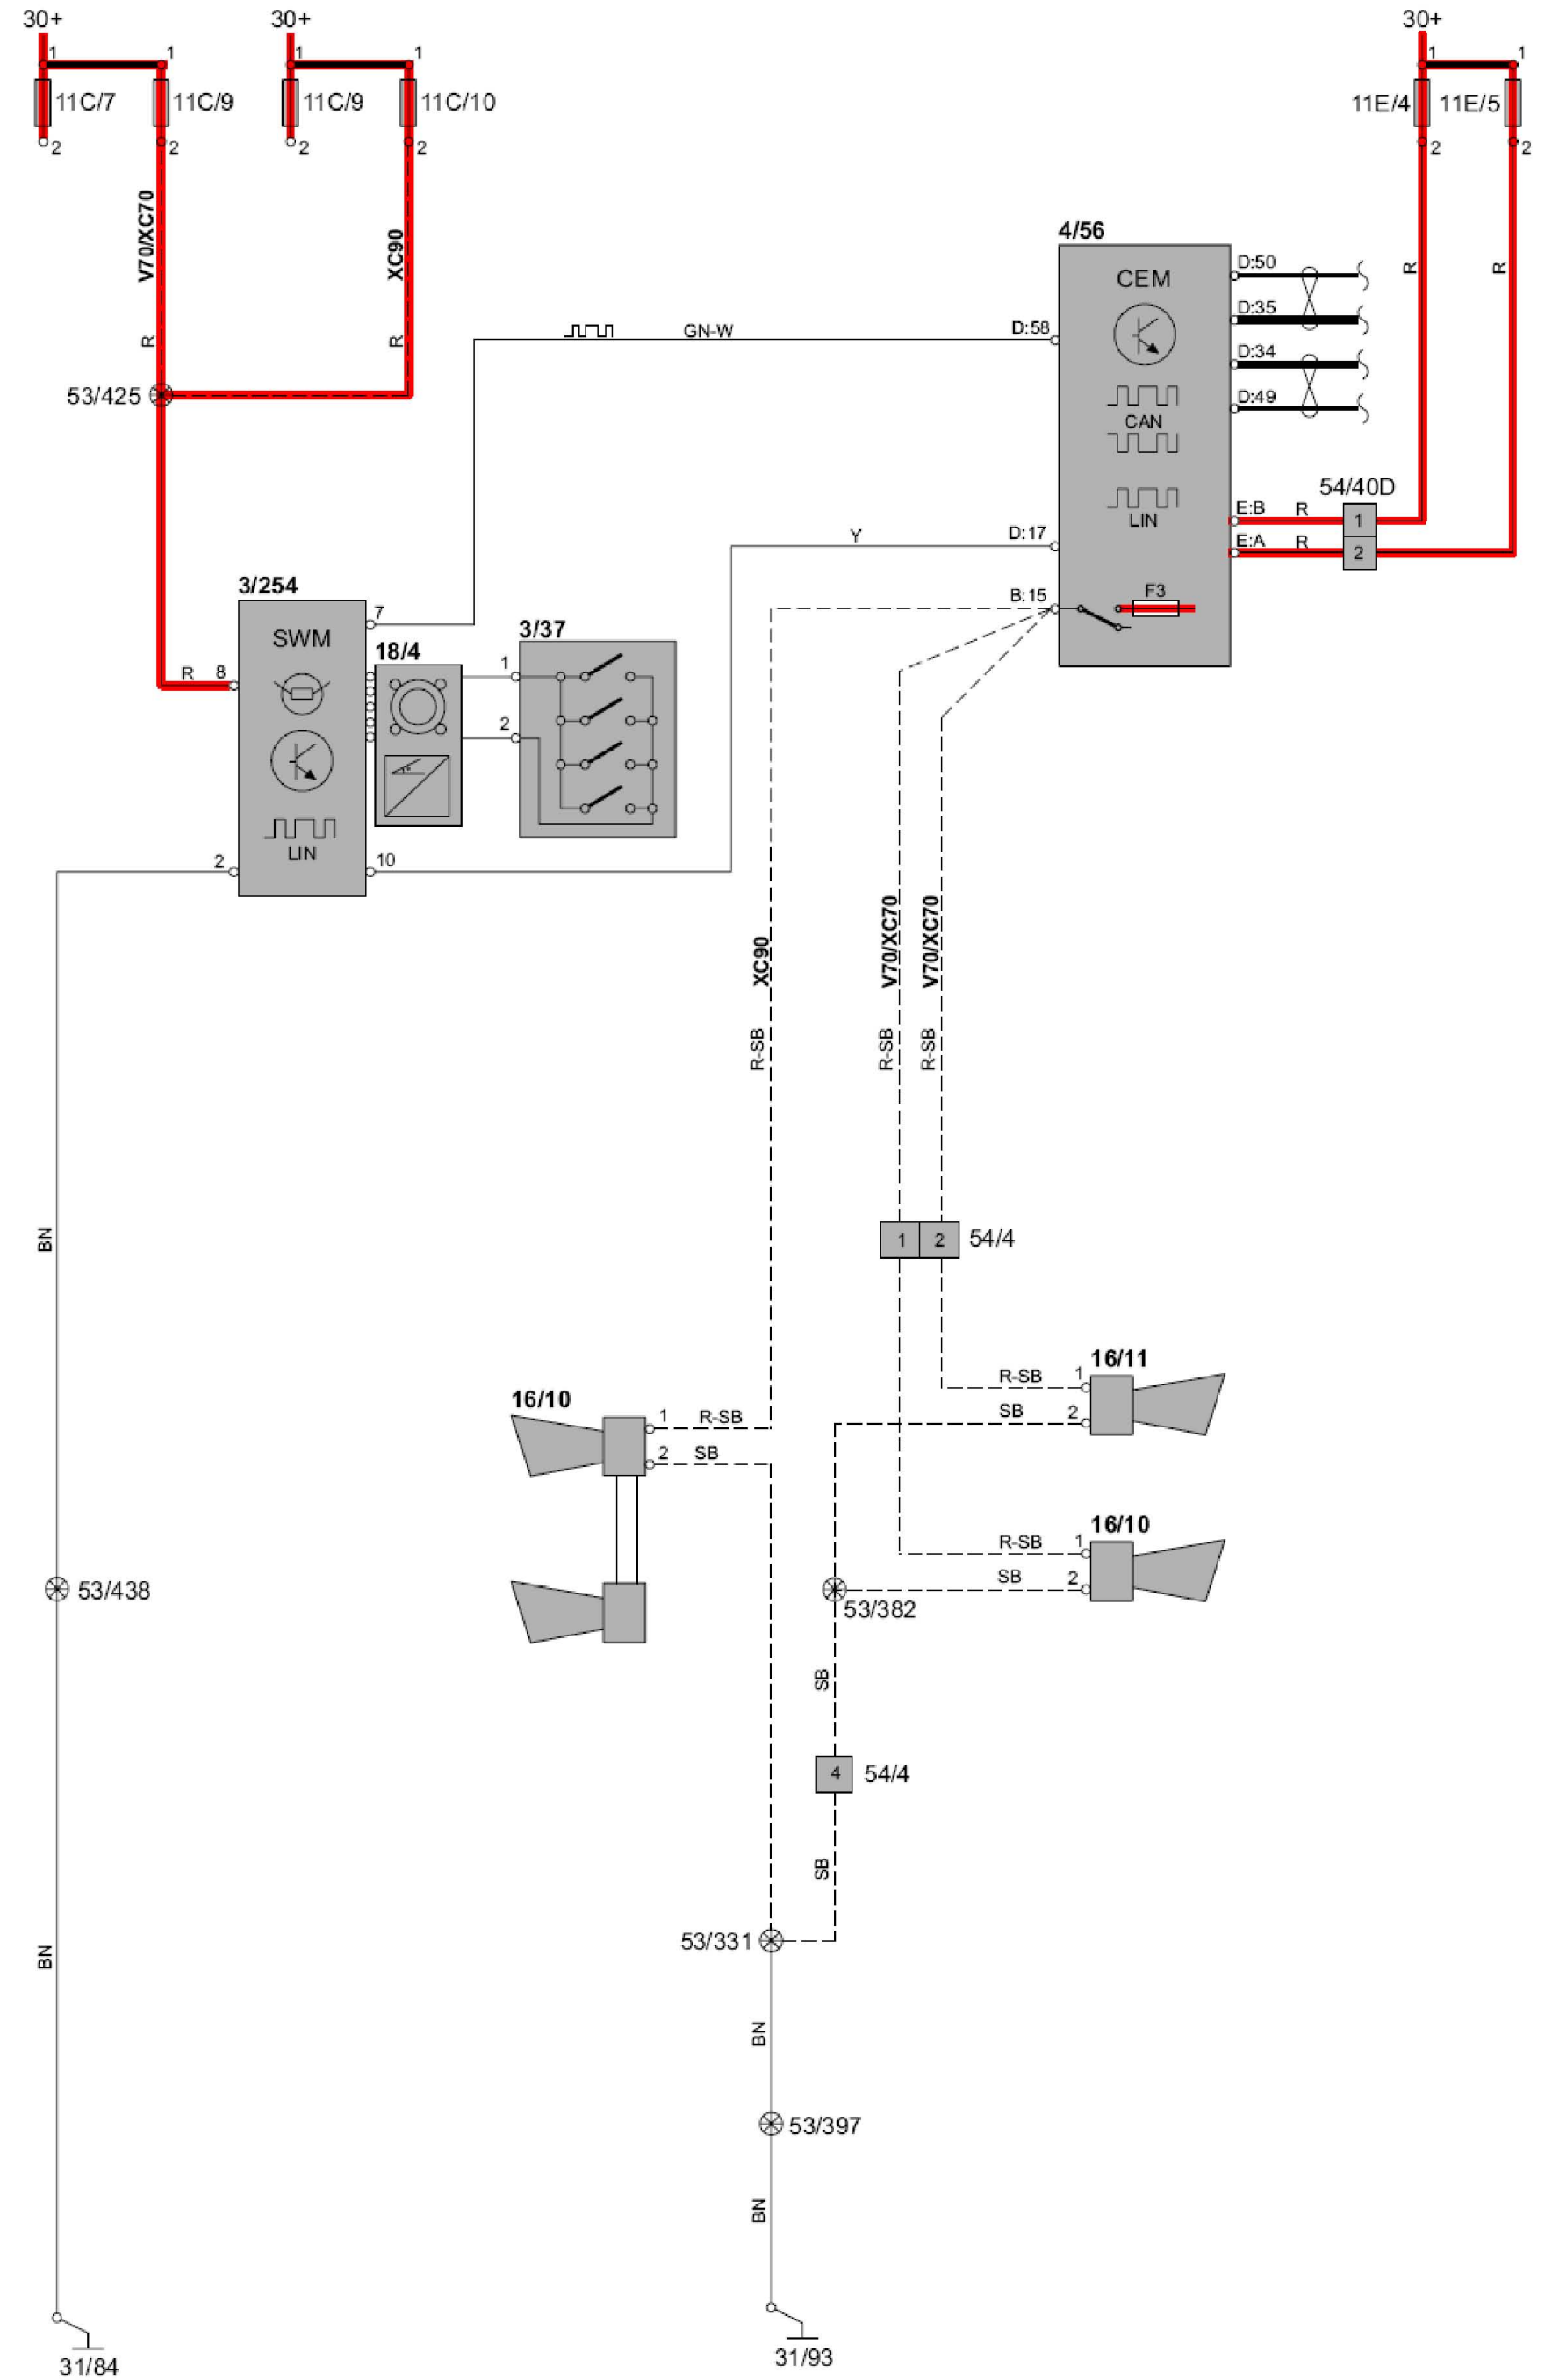 30+
30+
30+
1
1
1
1
1
1
11C/7
11C/9
11C/9
11C/10
11E/4
11E/5
2
2
2
2
2
2
V70/XC70
XC90
R
R
R
R
4/56
CEM
D:50
D:35
D:34
D:49
D:58
GN-W
CAN
LIN
53/425
54/40D
E:B
R
1
E:A
R
2
D:17
Y
B:15
F3
3/254
SWM
7
18/4
3/37
R
8
1
2
LIN
2
10
XC90
V70/XC70
V70/XC70
R-SB
R-SB
R-SB
BN
1
2
54/4
16/11
R-SB
1
SB
2
16/10
1
R-SB
2
SB
16/10
R-SB
1
SB
2
53/438
53/382
SB
4
54/4
SB
53/331
BN
BN
53/397
BN
31/84
31/93